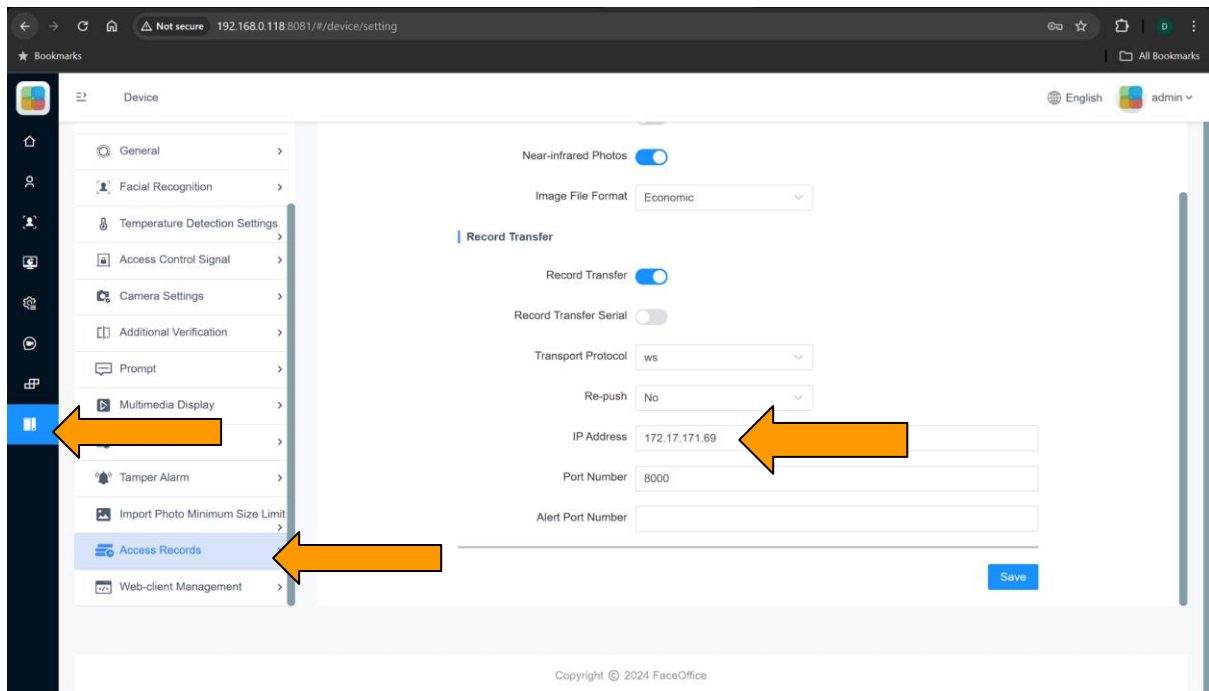 Not secure 192.168.0.118:8081/#/device/setting
D
Bookmarks
All Bookmarks
Device
English
admin
General
Facial Recognition
Temperature Detection Settings
Access Control Signal
Camera Settings
Additional Verification
Prompt
Multimedia Display
Tamper Alarm
Import Photo Minimum Size Limit
Access Records
Web-client Management
Near-infrared Photos
Image File Format Economic
Record Transfer
Record Transfer
Record Transfer Serial
Transport Protocol ws
Re-push No
IP Address 172.17.171.69
Port Number 8000
Alert Port Number
Save
Copyright © 2024 FaceOffice